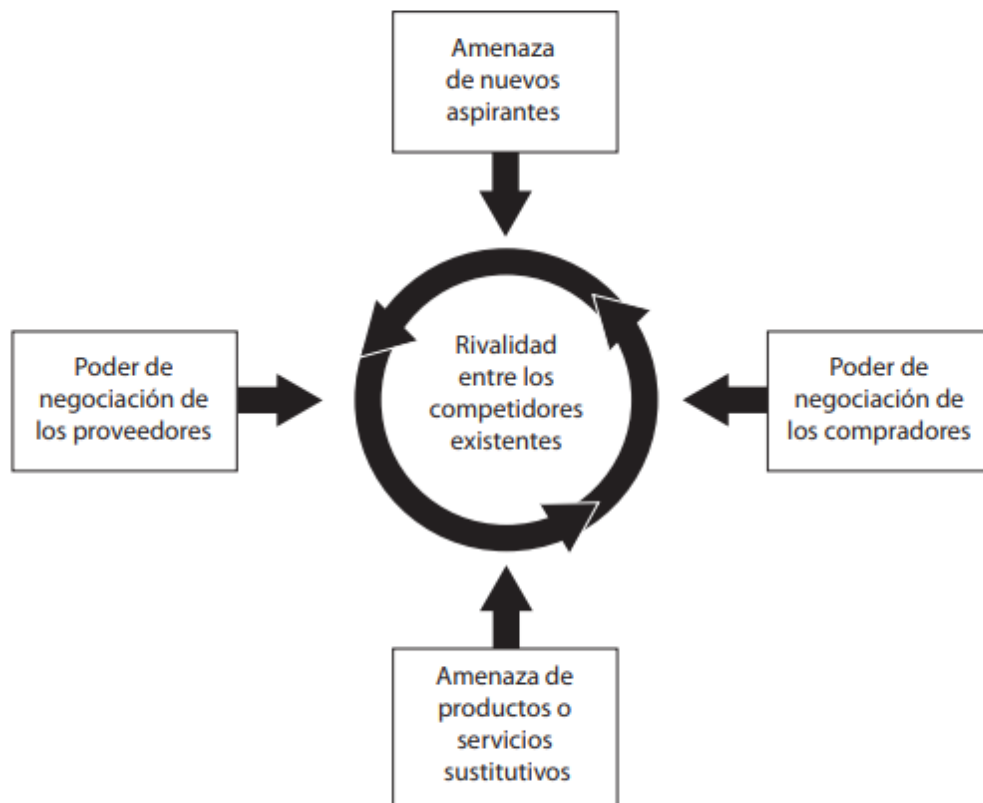 Amenaza
de nuevos
aspirantes
Poder de
negociación de
los proveedores
Rivalidad
entre los
competidores
existentes
Poder de
negociación de
los compradores
Amenaza de
productos o
servicios
sustitutivos